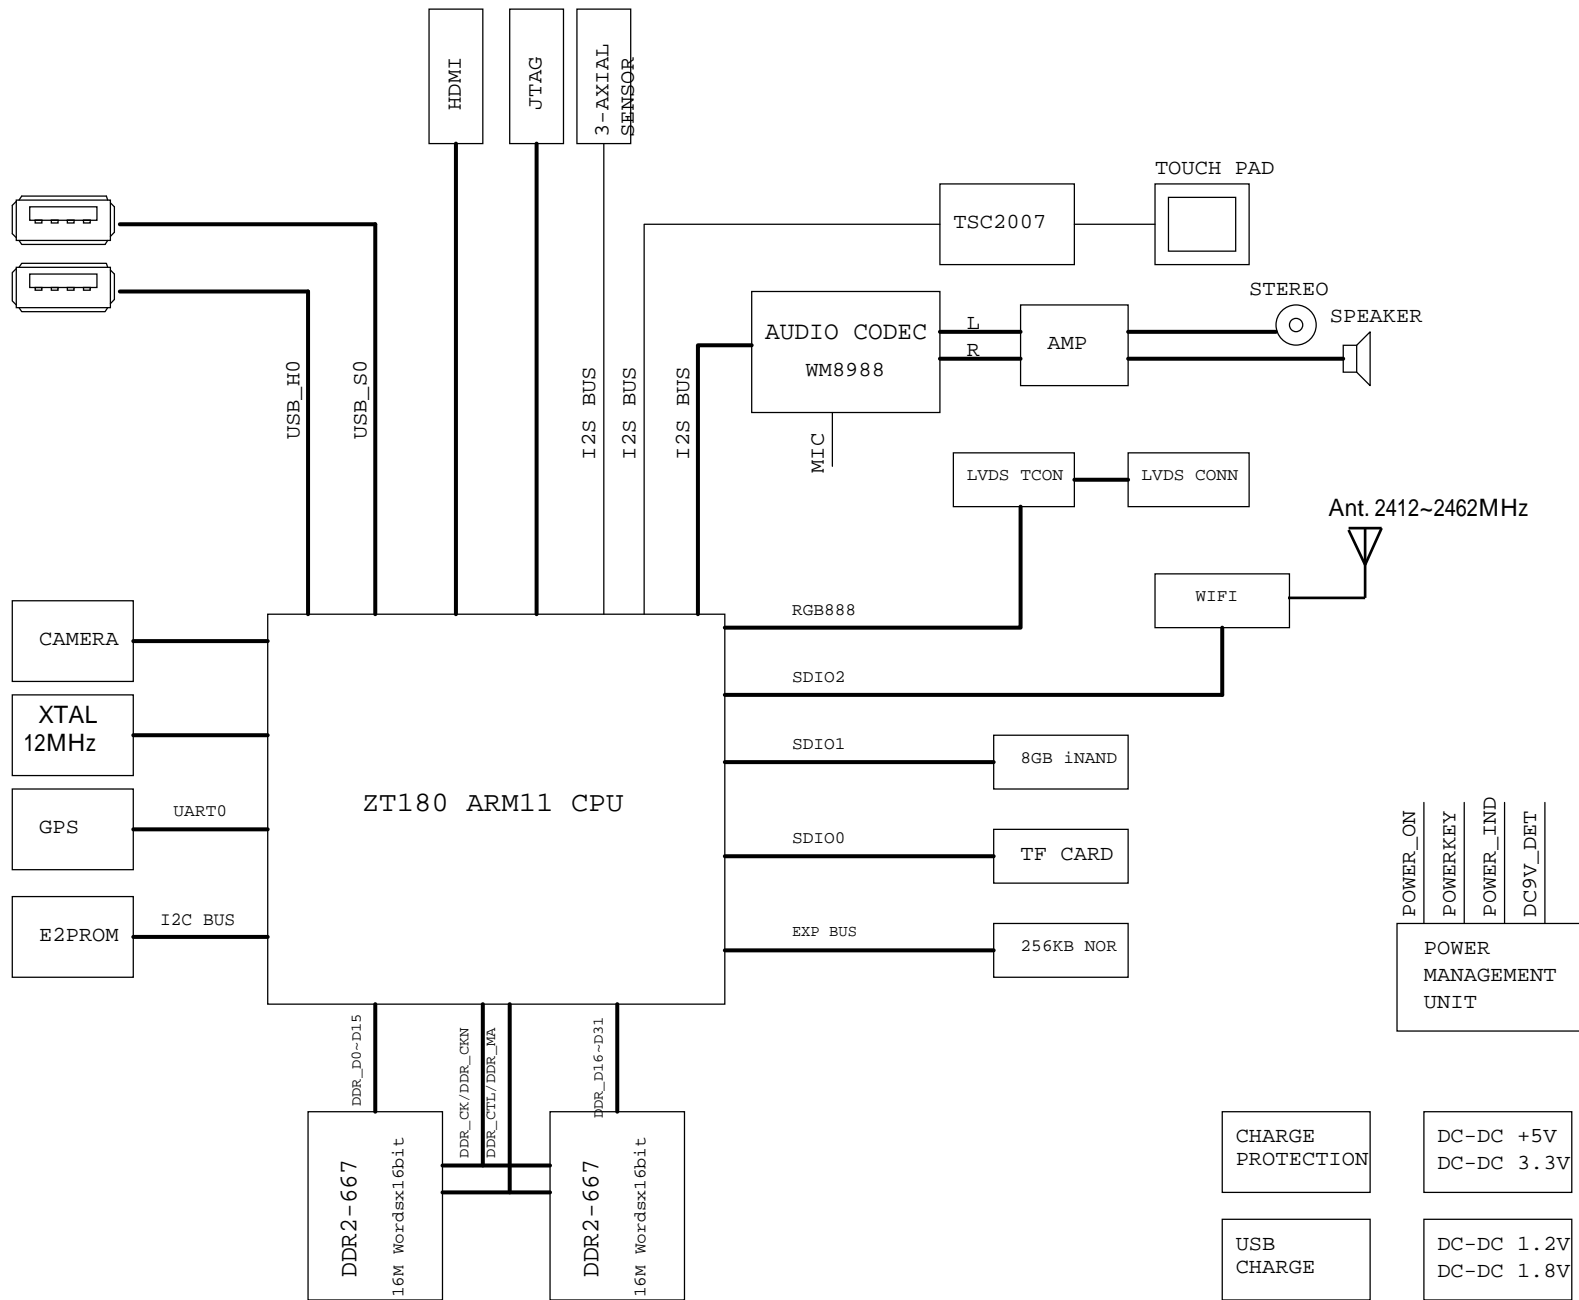 HDMI
JTAG
3-AXIAL
SENSOR
TOUCH PAD
TSC2007
STEREO
SPEAKER
AUDIO CODEC
WM8988
L
R
AMP
MIC
USB_H0
USB_S0
I2S BUS
I2S BUS
I2S BUS
LVDS TCON
LVDS CONN
Ant. 2412~2462MHz
WIFI
RGB888
SDIO2
SDIO1
8GB iNAND
SDIO0
TF CARD
EXP BUS
256KB NOR
CAMERA
XTAL
12MHz
GPS
UART0
E2PROM
I2C BUS
ZT180 ARM11 CPU
POWER_ON
POWERKEY
POWER_IND
DC9V_DET
POWER
MANAGEMENT
UNIT
DDR_D0~D15
DDR_CK/DDR_CKN
DDR_CTL/DDR_MA
DDR_D16~D31
DDR2-667
16M Wordsx16bit
DDR2-667
16M Wordsx16bit
CHARGE
PROTECTION
DC-DC +5V
DC-DC 3.3V
USB
CHARGE
DC-DC 1.2V
DC-DC 1.8V